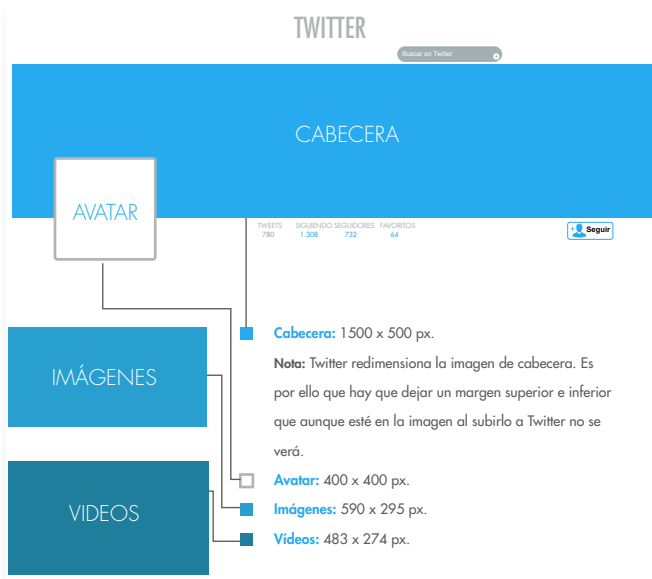 TWITTER
Buscar en Twitter
CABECERA
AVATAR
TWEETS SIGUIENDO SEGUIDORES FAVORITOS
780 1.308 732 64
Seguir
Cabecera: 1500 x 500 px.
IMÁGENES
Nota: Twitter redimensiona la imagen de cabecera. Es
por ello que hay que dejar un margen superior e inferior
que aunque esté en la imagen al subirlo a Twitter no se
verá.
Avatar: 400 x 400 px.
VIDEOS
Imágenes: 590 x 295 px.
Vídeos: 483 x 274 px.